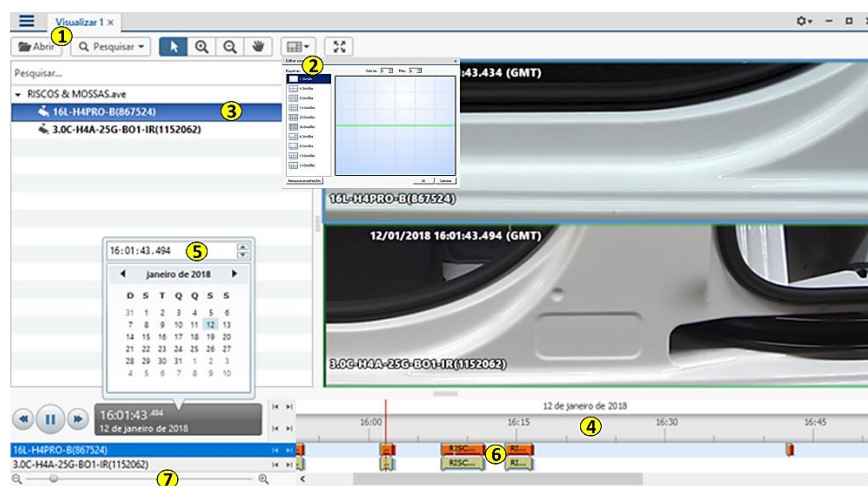 Visualizar 1 ×
1
Abrir
Pesquisar
2
Pesquisar...
RISCOS & MOSSAS.ave
16L-H4PRO-B(867524)
3
3.0C-H4A-25G-BO1-IR(1152062)
:43.434 (GMT)
16L-H4PRO-B(867524)
12/01/2018 16:01:43.494 (GMT)
3.0C-H4A-25G-BO1-IR(1152062)
16:01:43.494
5
janeiro de 2018
D S T Q Q S S
31 1 2 3 4 5 6
7 8 9 10 11 12 13
14 15 16 17 18 19 20
21 22 23 24 25 26 27
28 29 30 31 1 2 3
4 5 6 7 8 9 10
16:01:43.494
12 de janeiro de 2018
12 de janeiro de 2018
16:00 16:15 4 16:30 16:45
16L-H4PRO-B(867524)
RISC... RI...
6
3.0C-H4A-25G-BO1-IR(1152062)
RISC... RI...
7